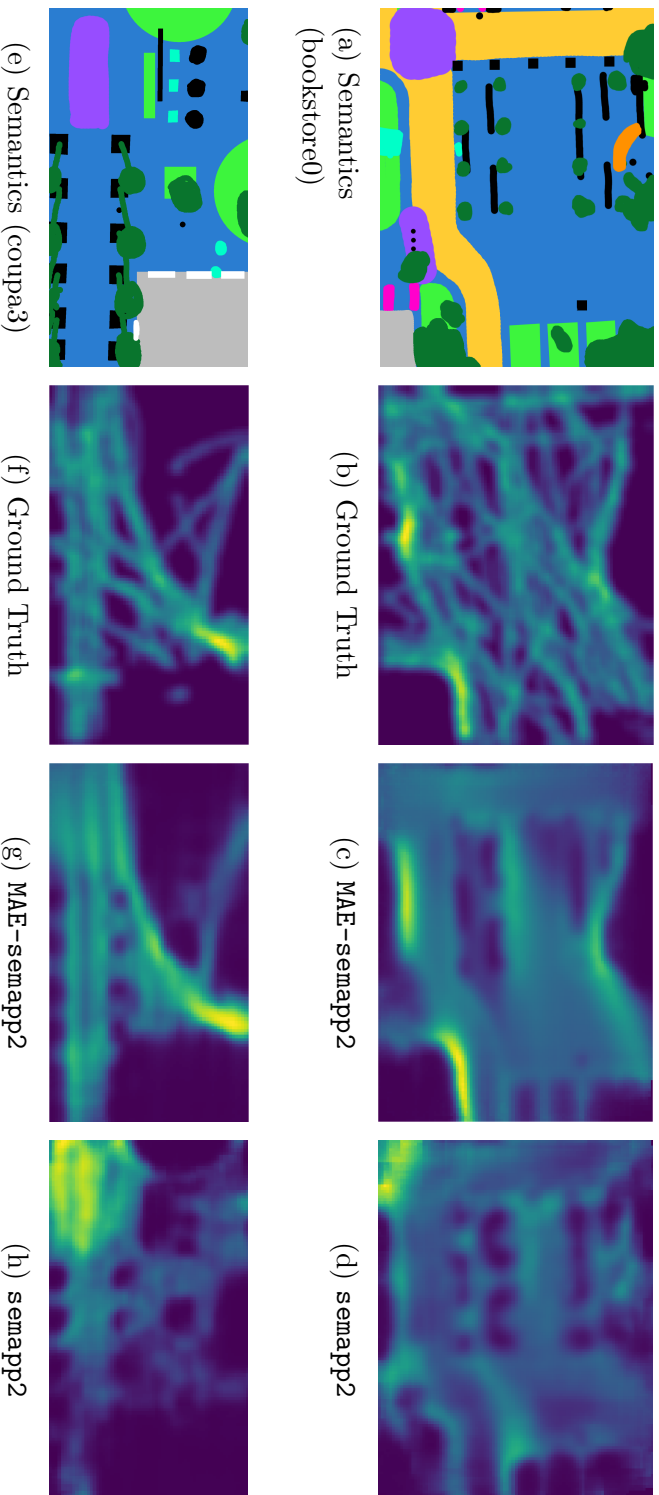 (a) Semantics
(bookstore0)
(b) Ground Truth
(c) MAE-semapp2
(d) semapp2
(e) Semantics (coupa3)
(f) Ground Truth
(g) MAE-semapp2
(h) semapp2